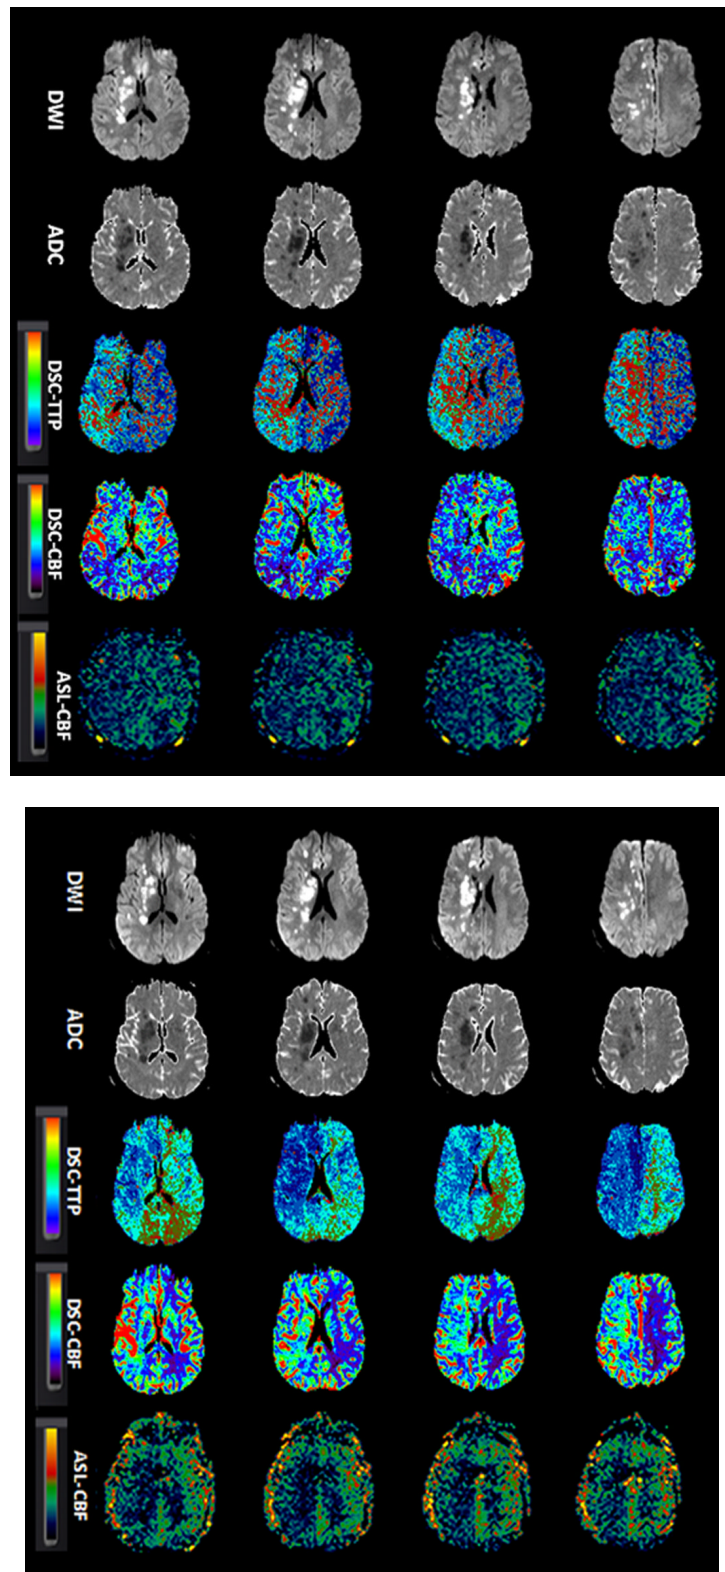 DWI
ADC
DSC-TTP
DSC-CBF
ASL-CBF
DWI
ADC
DSC-TTP
DSC-CBF
ASL-CBF